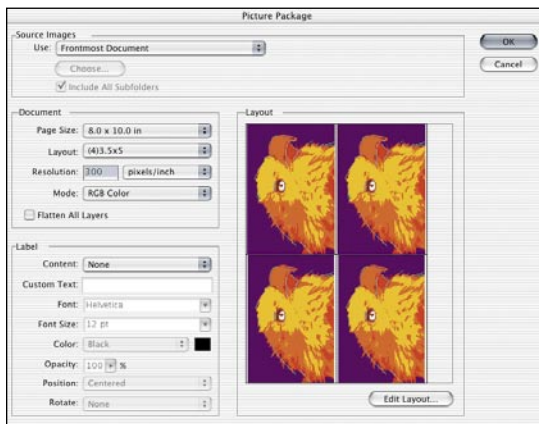 Picture Package
Source Images
Use: Frontmost Document
Choose...
Include All Subfolders
OK
Cancel
Document
Page Size: 8.0 x 10.0 in
Layout: (4)3.5x5
Resolution: 300 pixels/inch
Mode: RGB Color
Flatten All Layers
Label
Content: None
Custom Text:
Font: Helvetica
Font Size: 12 pt
Color: Black
Opacity: 100 %
Position: Centered
Rotate: None
Layout
Edit Layout...